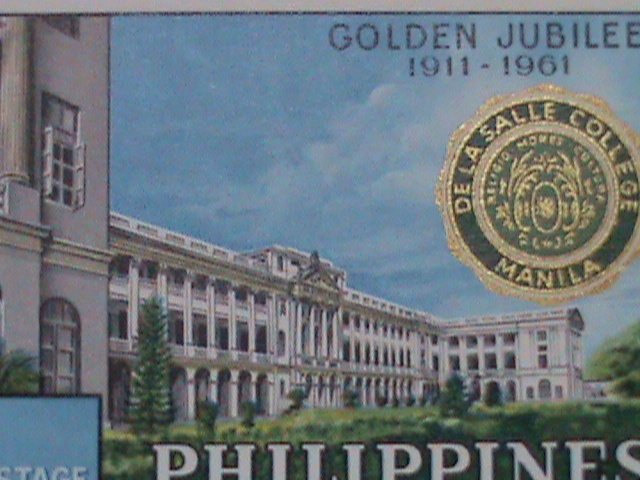 GOLDEN JUBILEE
1911-1961
DE LA SALLE COLLEGE
MANILA
PHILIPPINES
STAGE